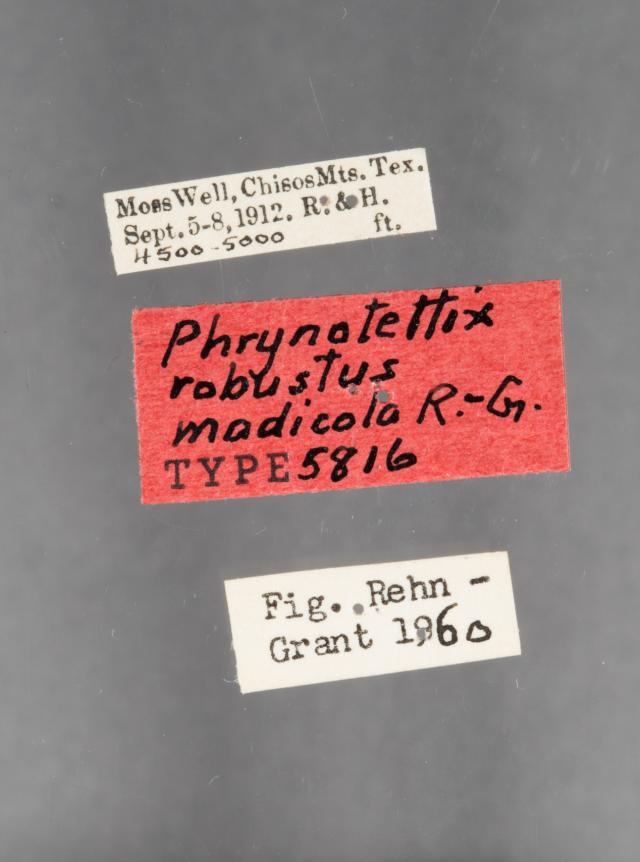 Moss Well, Chisos Mts. Tex.
Sept. 5-8, 1912. R. & H.
4500-5000 ft.
Phrynotettix
robustus
madicola R.-G.
TYPE 5816
Fig. Rehn -
Grant 1960